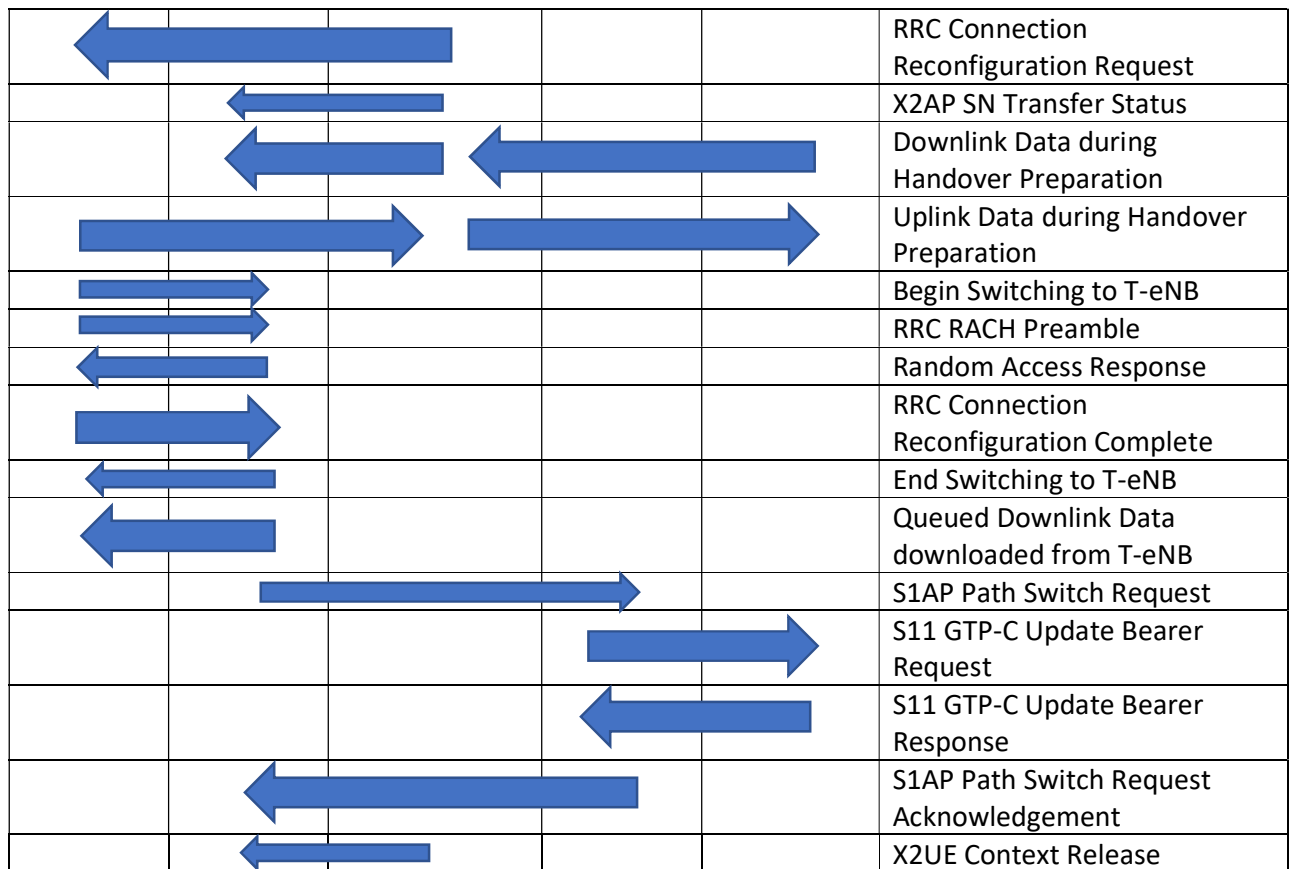 RRC Connection
Reconfiguration Request
X2AP SN Transfer Status
Downlink Data during
Handover Preparation
Uplink Data during Handover
Preparation
Begin Switching to T-eNB
RRC RACH Preamble
Random Access Response
RRC Connection
Reconfiguration Complete
End Switching to T-eNB
Queued Downlink Data
downloaded from T-eNB
S1AP Path Switch Request
S11 GTP-C Update Bearer
Request
S11 GTP-C Update Bearer
Response
S1AP Path Switch Request
Acknowledgement
X2UE Context Release